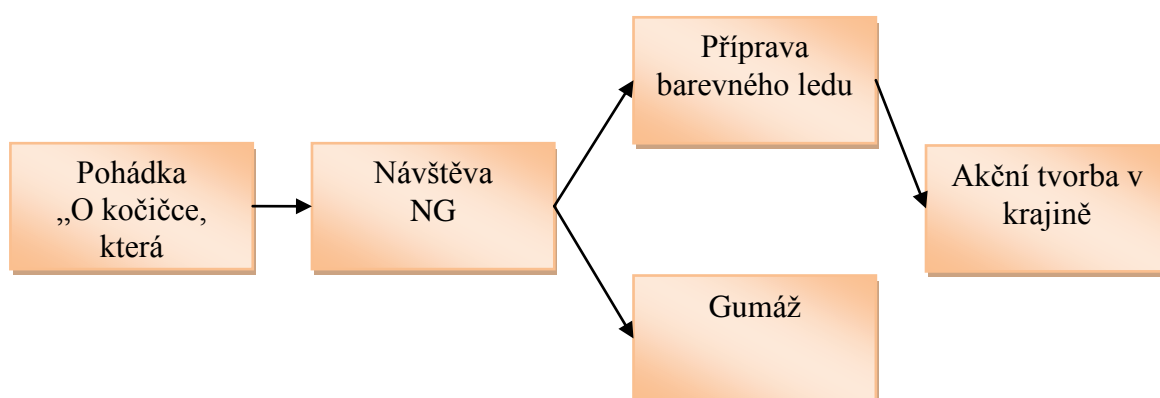 Pohádka
„O kočičce,
která
Návštěva
NG
Příprava
barevného ledu
Gumáž
Akční tvorba v
krajině